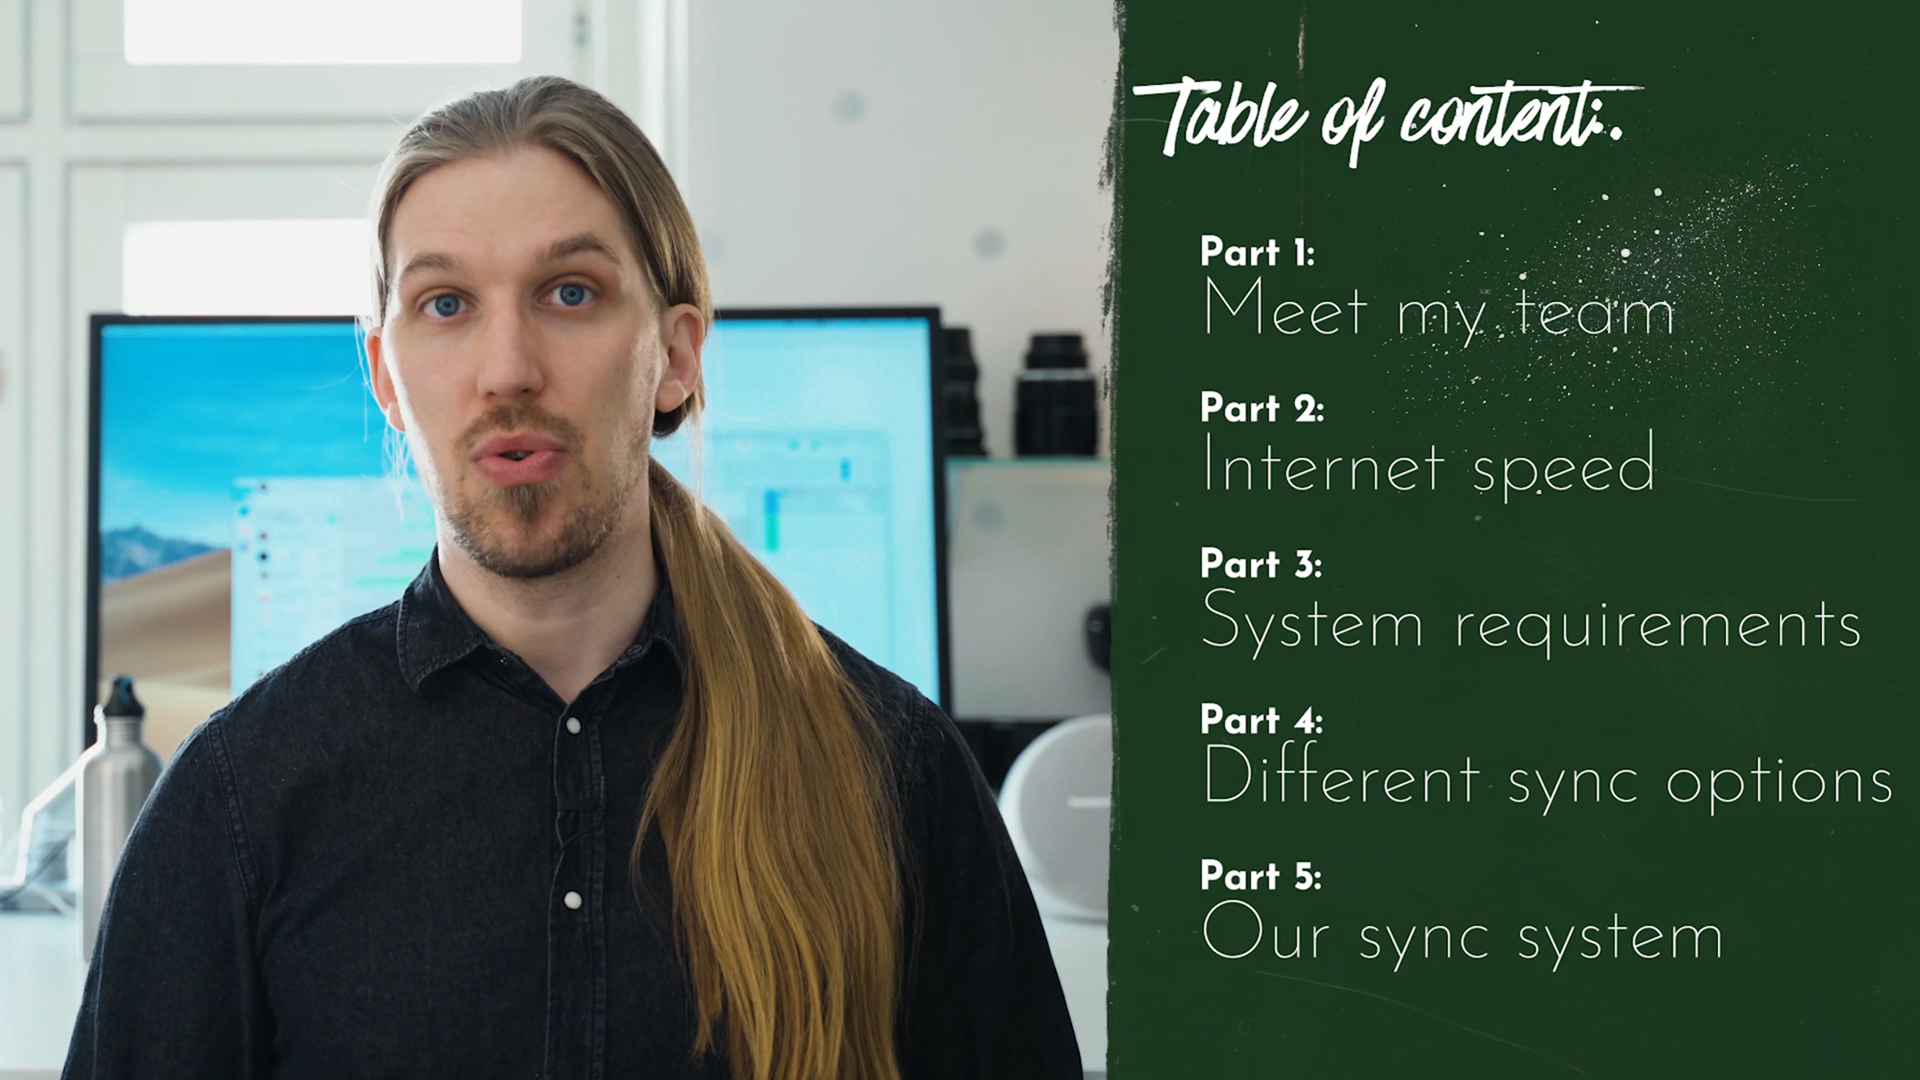 Table of content:.
Part 1:
Meet my team
Part 2:
Internet speed
Part 3:
System requirements
Part 4:
Different sync options
Part 5:
Our sync system